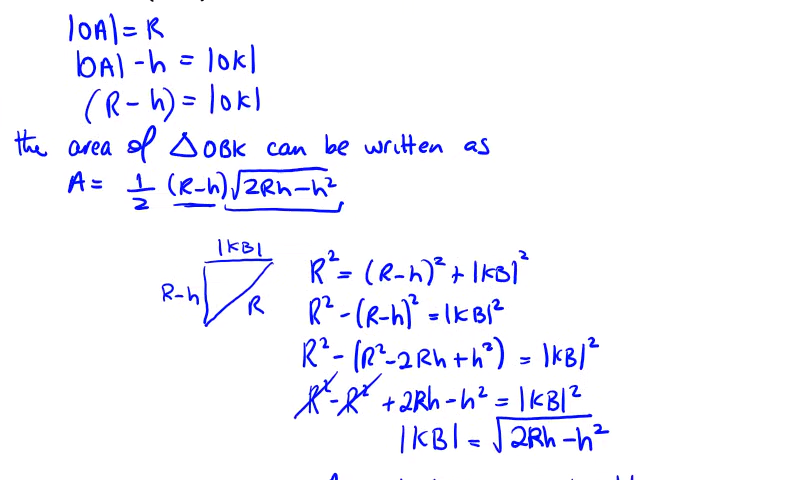 |OA| = R
|OA| - h = |OK|
(R - h) = |OK|
the area of △OBK can be written as
A = 1/2 (R-h)√(2Rh-h²)
|KB|
R-h
R
R² = (R-h)² + |KB|²
R² - (R-h)² = |KB|²
R² - (R² - 2Rh + h²) = |KB|²
R² - R² + 2Rh - h² = |KB|²
|KB| = √(2Rh - h²)